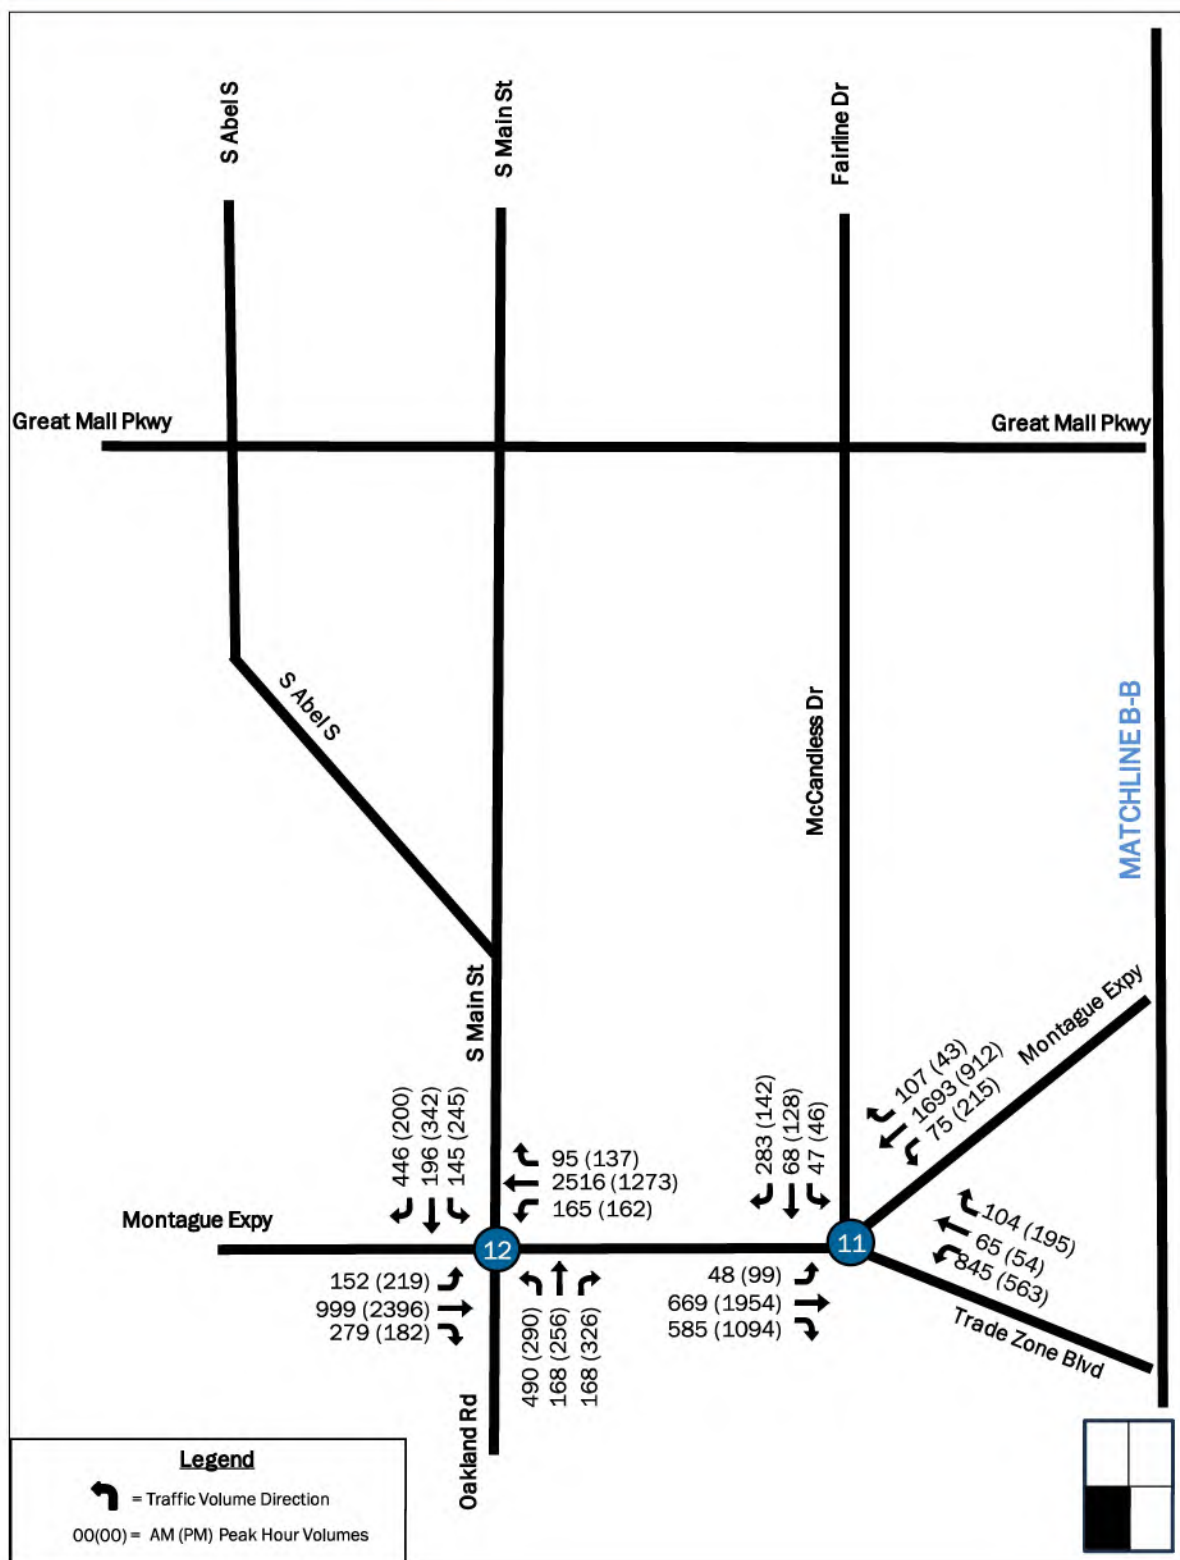 S Abel S
S Main St
Fairline Dr
Great Mall Pkwy
Great Mall Pkwy
S Abel S
McCandless Dr
MATCHLINE B-B
S Main St
Montague Expy
107 (43)
1693 (912)
75 (215)
446 (200)
196 (342)
145 (245)
95 (137)
2516 (1273)
165 (162)
283 (142)
68 (128)
47 (46)
Montague Expy
12
11
104 (195)
65 (54)
845 (563)
152 (219)
999 (2396)
279 (182)
490 (290)
168 (256)
168 (326)
48 (99)
669 (1954)
585 (1094)
Trade Zone Blvd
Oakland Rd
Legend
= Traffic Volume Direction
00(00) = AM (PM) Peak Hour Volumes